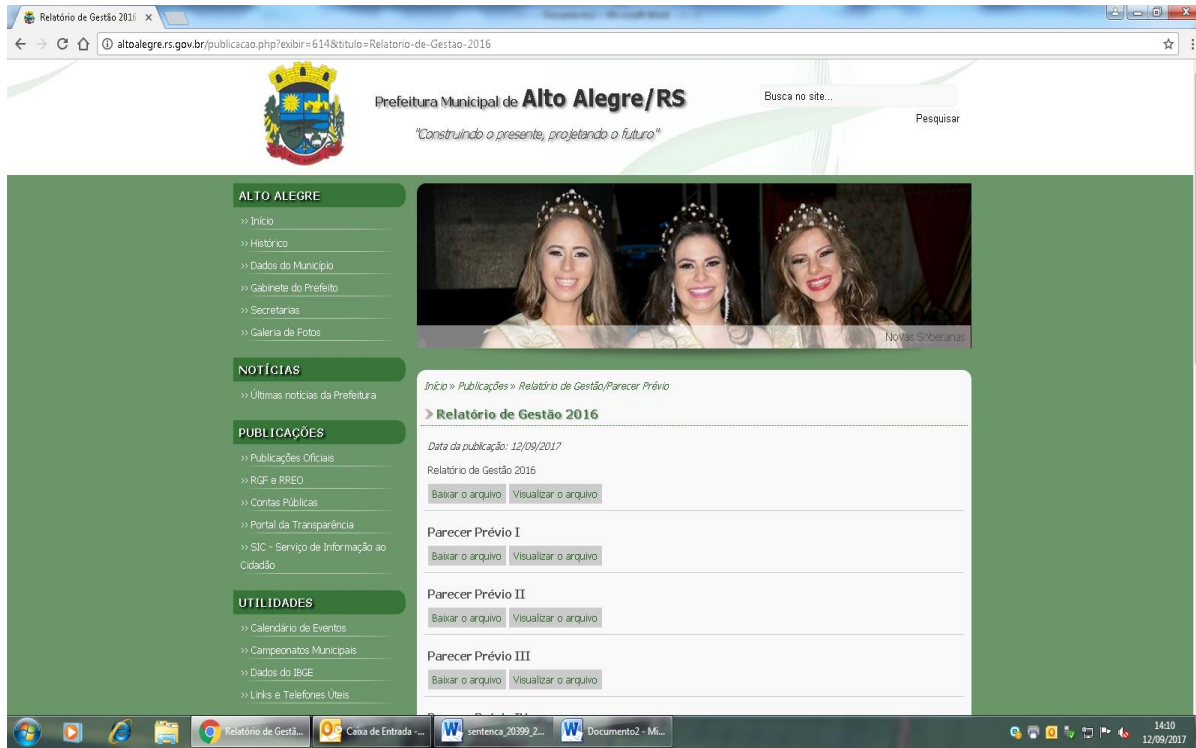 Relatório de Gestão 2016
Documento2 - Microsoft Word
altoalegre.rs.gov.br/publicacao.php?exibir=614&titulo=Relatorio-de-Gestao-2016
ALTO ALEGRE
Prefeitura Municipal de Alto Alegre/RS
"Construindo o presente, projetando o futuro"
Busca no site...
Pesquisar
ALTO ALEGRE
›› Início
›› Histórico
›› Dados do Município
›› Gabinete do Prefeito
›› Secretarias
›› Galeria de Fotos
NOTÍCIAS
›› Últimas notícias da Prefeitura
PUBLICAÇÕES
›› Publicações Oficiais
›› RGF e RREO
›› Contas Públicas
›› Portal da Transparência
›› SIC - Serviço de Informação ao
Cidadão
UTILIDADES
›› Calendário de Eventos
›› Campeonatos Municipais
›› Dados do IBGE
›› Links e Telefones Úteis
Novas Soberanas
Início » Publicações » Relatório de Gestão/Parecer Prévio
Relatório de Gestão 2016
Data da publicação: 12/09/2017
Relatório de Gestão 2016
Baixar o arquivo Visualizar o arquivo
Parecer Prévio I
Baixar o arquivo Visualizar o arquivo
Parecer Prévio II
Baixar o arquivo Visualizar o arquivo
Parecer Prévio III
Baixar o arquivo Visualizar o arquivo
Relatório de Gestã...
Caixa de Entrada -...
sentenca_20399_2...
Documento2 - Mi...
14:10
12/09/2017